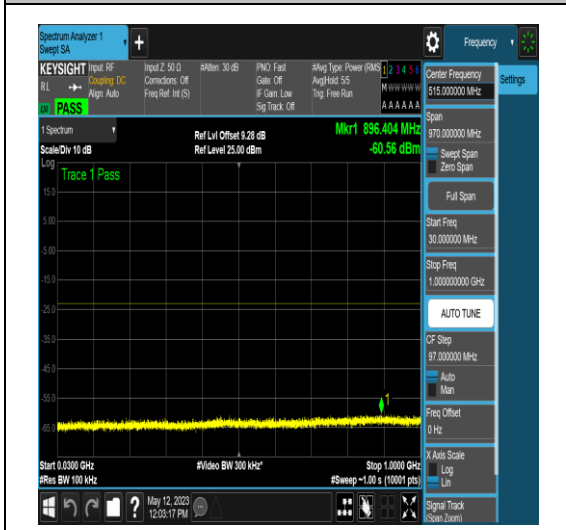 Spectrum Analyzer 1
Swept SA
Frequency
KEYSIGHT
RL
PASS
Input: RF
Coupling: DC
Align: Auto
Input Z: 50 Ω
Corrections: Off
Freq Ref: Int (S)
#Atten: 30 dB
PNO: Fast
Gate: Off
IF Gain: Low
Sig Track: Off
#Avg Type: Power (RMS
Avg|Hold: 5/5
Trig: Free Run
1 2 3 4 5 6
M W W W W W
A A A A A A
Center Frequency
515.000000 MHz
Settings
1 Spectrum
Scale/Div 10 dB
Ref Lvl Offset 9.28 dB
Ref Level 25.00 dBm
Mkr1 896.404 MHz
-60.56 dBm
Span
970.000000 MHz
Swept Span
Zero Span
Full Span
Start Freq
30.000000 MHz
Stop Freq
1.000000000 GHz
AUTO TUNE
CF Step
97.000000 MHz
Auto
Man
Freq Offset
0 Hz
X Axis Scale
Log
Lin
Signal Track
(Span Zoom)
Log
Trace 1 Pass
15.0
5.00
-5.00
-15.0
-25.0
-35.0
-45.0
-55.0
-65.0
1
Start 0.0300 GHz
#Res BW 100 kHz
#Video BW 300 kHz*
Stop 1.0000 GHz
#Sweep ~1.00 s (10001 pts)
?
May 12, 2023
12:03:17 PM